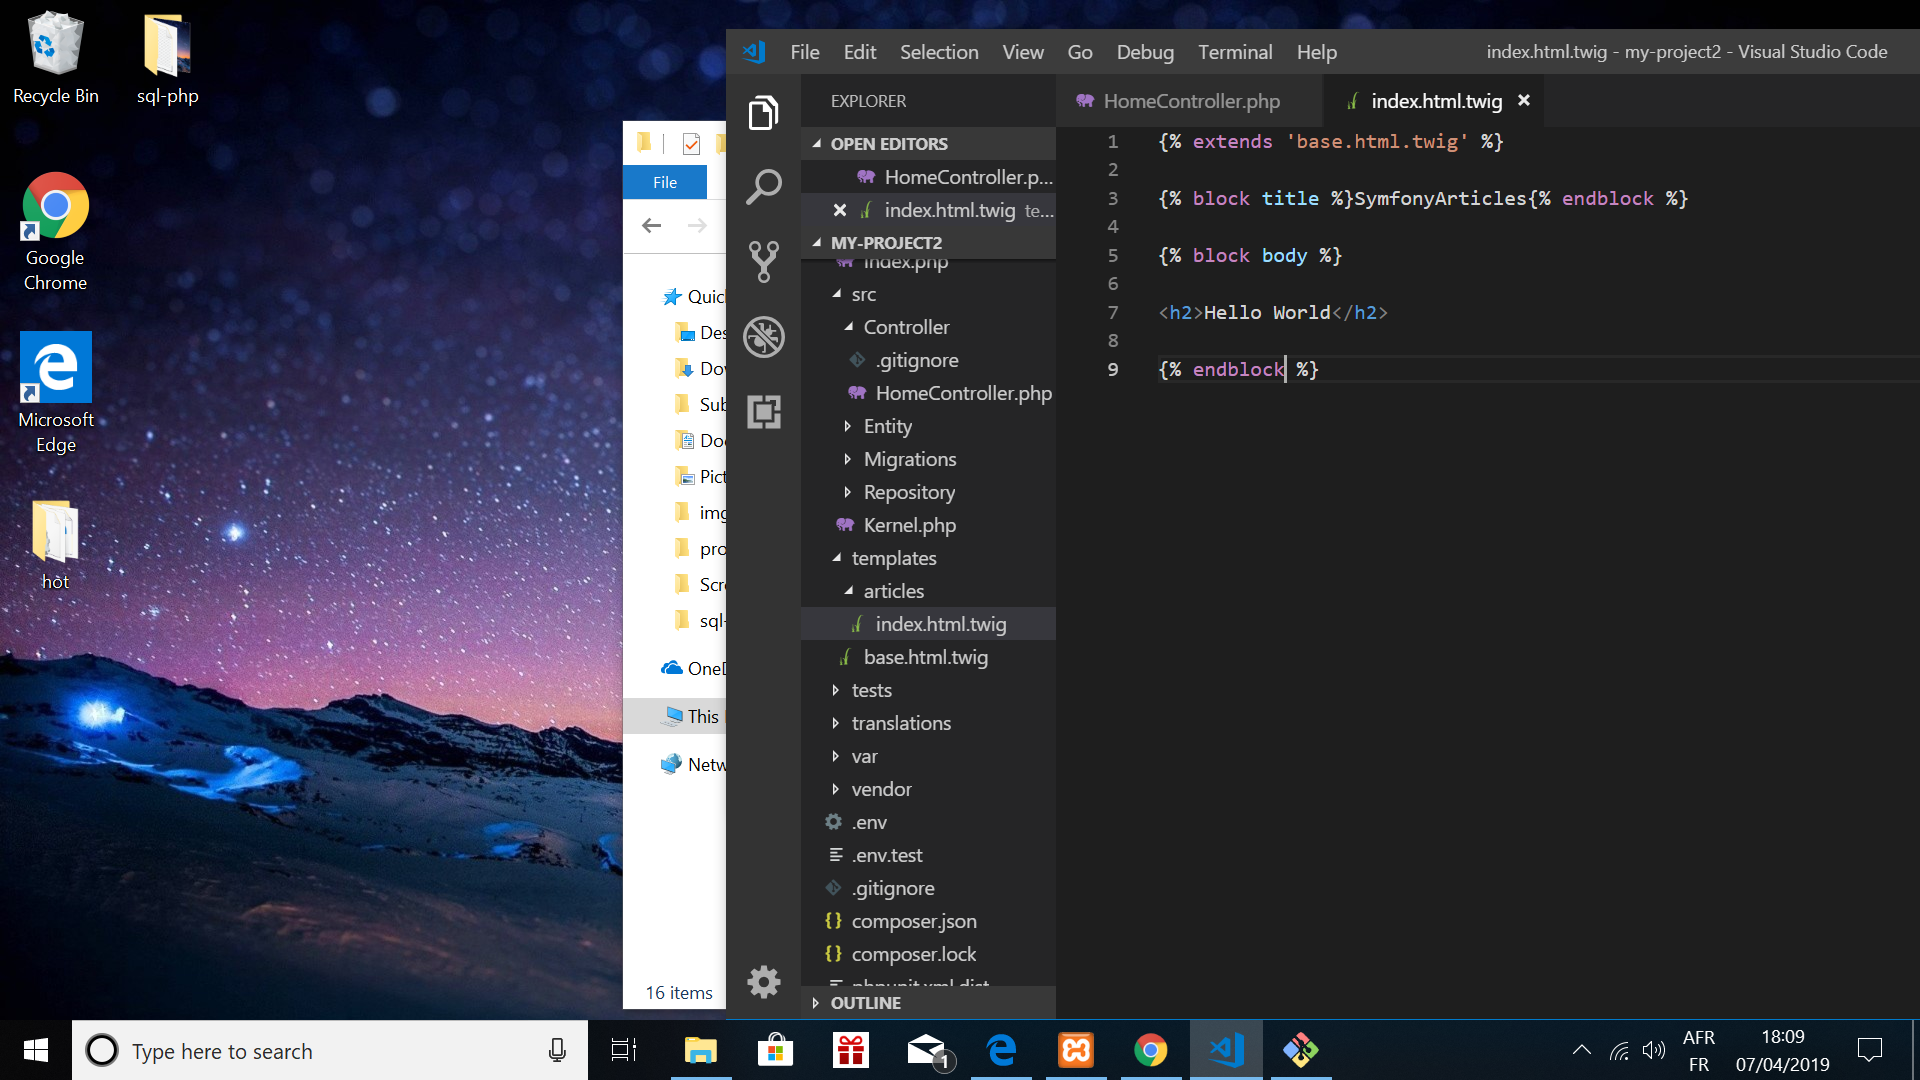 Recycle Bin
sql-php
Google
Chrome
Microsoft
Edge
hòt
File
Quic
Des
Dov
Sub
Doc
Pict
img
pro
Scr
sql-
OneD
This
Netw
16 items
File Edit Selection View Go Debug Terminal Help
index.html.twig - my-project2 - Visual Studio Code
EXPLORER
OPEN EDITORS
HomeController.p...
index.html.twig te...
MY-PROJECT2
index.php
src
Controller
.gitignore
HomeController.php
Entity
Migrations
Repository
Kernel.php
templates
articles
index.html.twig
base.html.twig
tests
translations
var
vendor
.env
.env.test
.gitignore
composer.json
composer.lock
phpunit.xml.dist
OUTLINE
HomeController.php
index.html.twig
1 {% extends 'base.html.twig' %}
2
3 {% block title %}SymfonyArticles{% endblock %}
4
5 {% block body %}
6
7 <h2>Hello World</h2>
8
9 {% endblock %}
Type here to search
1
AFR
FR
18:09
07/04/2019